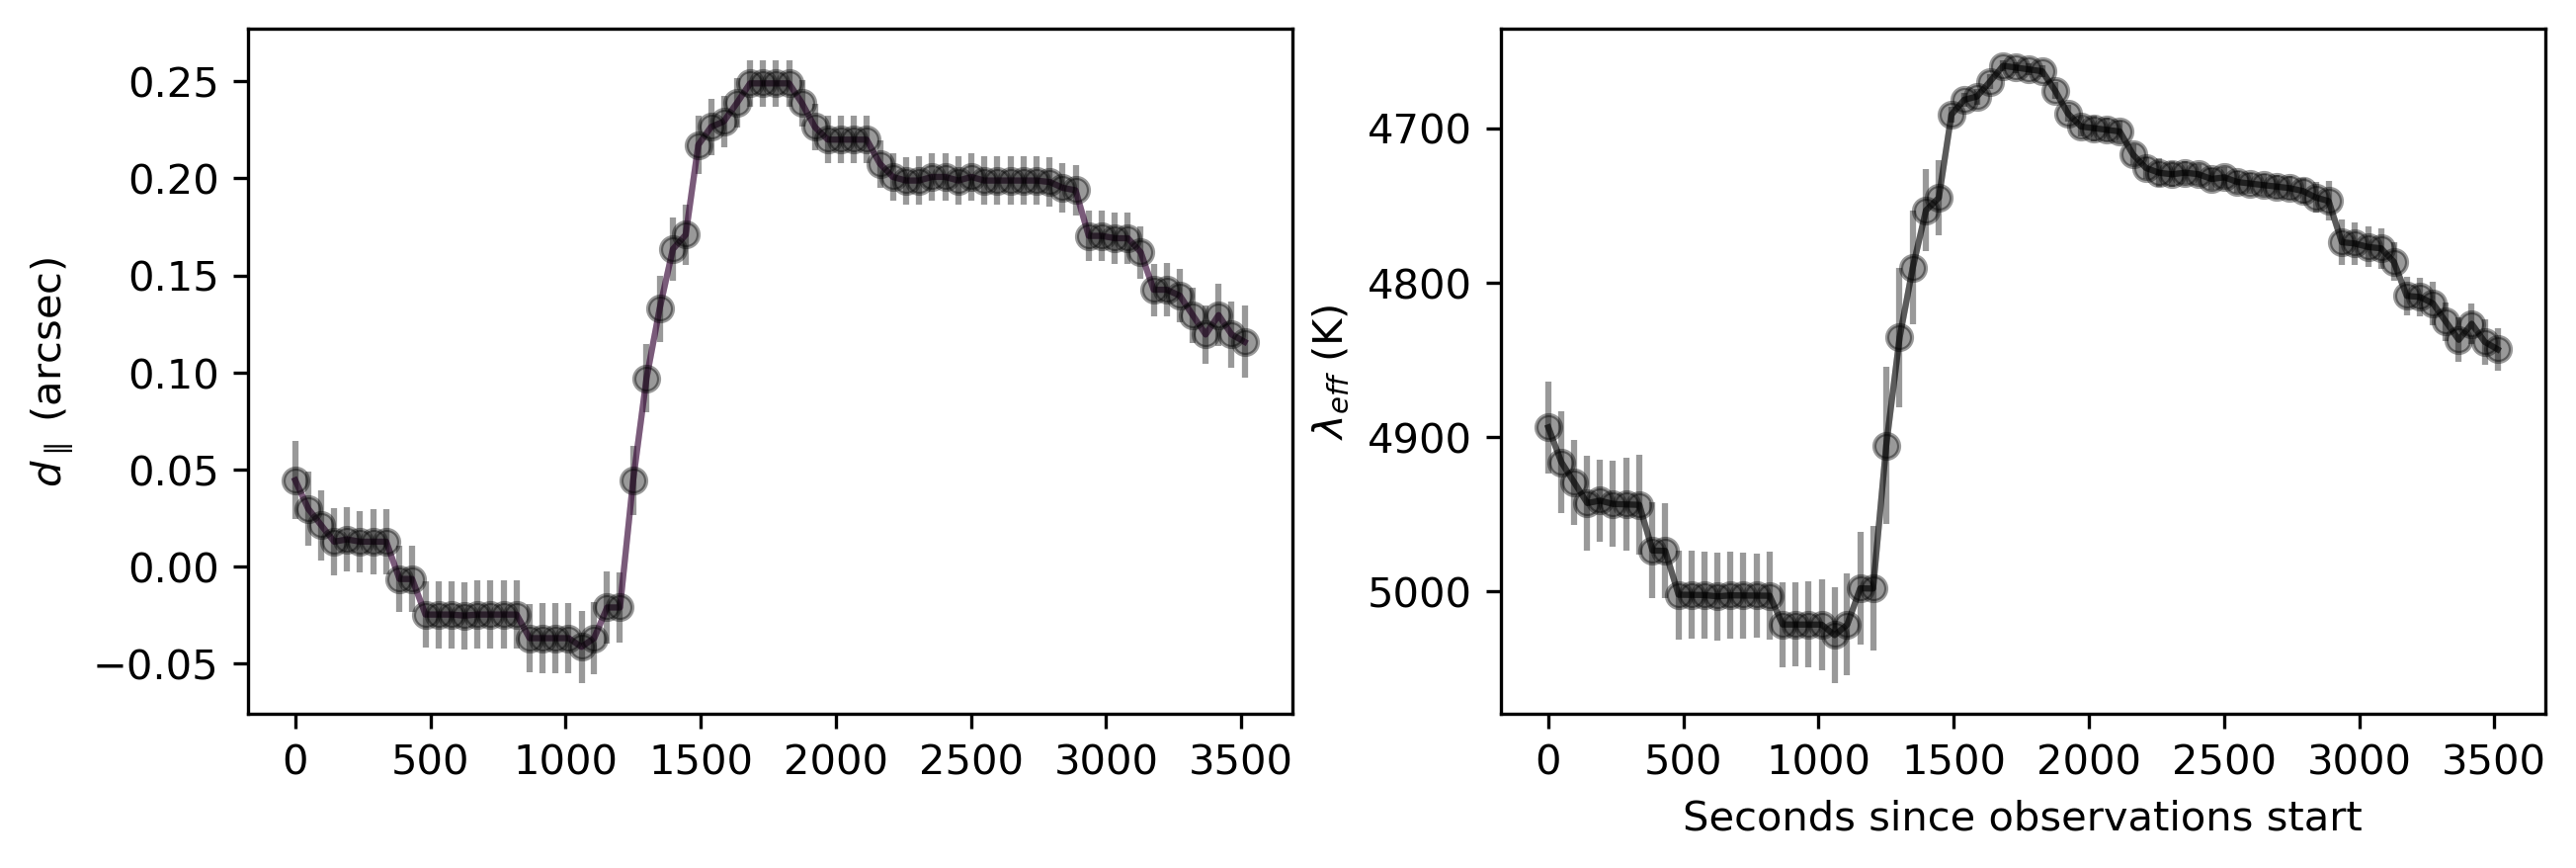 d∥ (arcsec)
0.25
0.20
0.15
0.10
0.05
0.00
−0.05
0 500 1000 1500 2000 2500 3000 3500
λeff (K)
4700
4800
4900
5000
0 500 1000 1500 2000 2500 3000 3500
Seconds since observations start